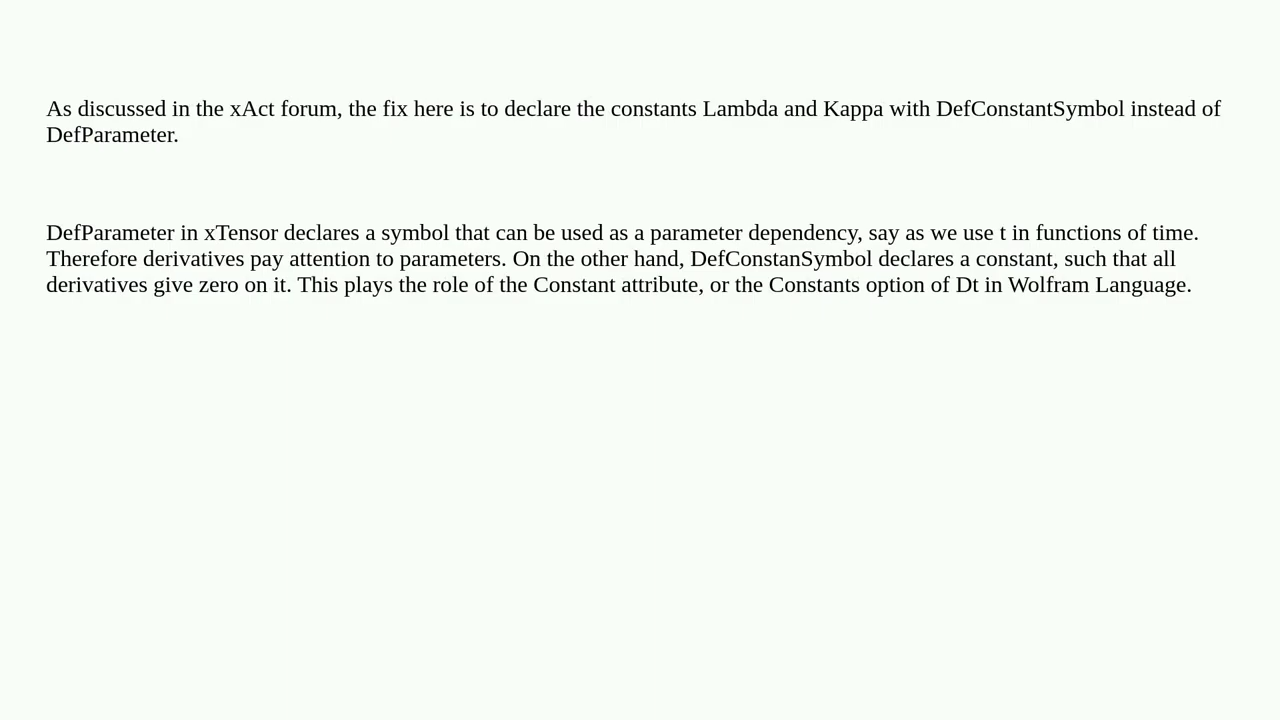 As discussed in the xAct forum, the fix here is to declare the constants Lambda and Kappa with DefConstantSymbol instead of
DefParameter.
DefParameter in xTensor declares a symbol that can be used as a parameter dependency, say as we use t in functions of time.
Therefore derivatives pay attention to parameters. On the other hand, DefConstanSymbol declares a constant, such that all
derivatives give zero on it. This plays the role of the Constant attribute, or the Constants option of Dt in Wolfram Language.